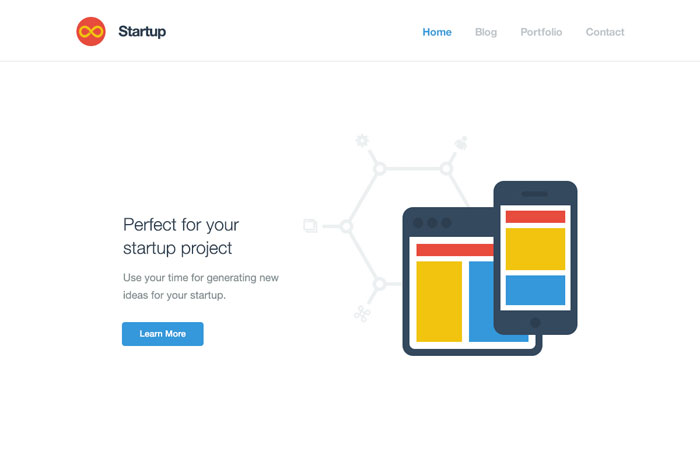 Startup
Home Blog Portfolio Contact
Perfect for your
startup project
Use your time for generating new
ideas for your startup.
Learn More